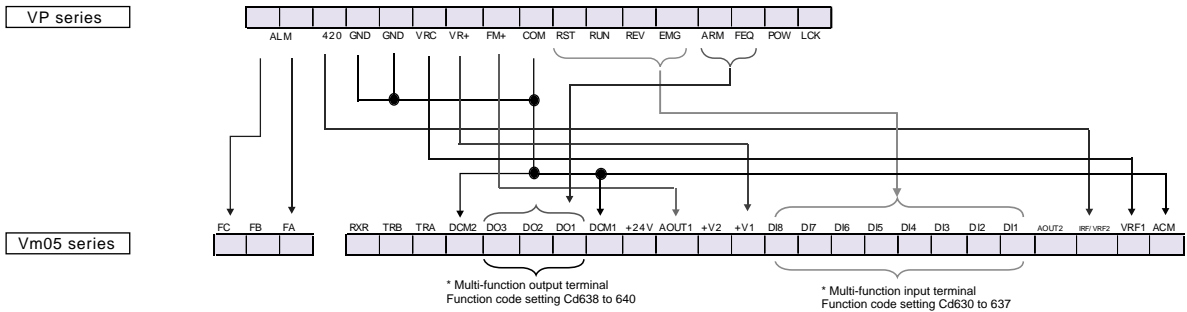 VP series
ALM 420 GND GND VRC VR+ FM+ COM RST RUN REV EMG ARM FEQ POW LCK
FC FB FA RXR TRB TRA DCM2 DO3 DO2 DO1 DCM1 +24V AOUT1 +V2 +V1 DI8 DI7 DI6 DI5 DI4 DI3 DI2 DI1 AOUT2 IRF/VRF2 VRF1 ACM
Vm05 series
* Multi-function output terminal
Function code setting Cd638 to 640
* Multi-function input terminal
Function code setting Cd630 to 637